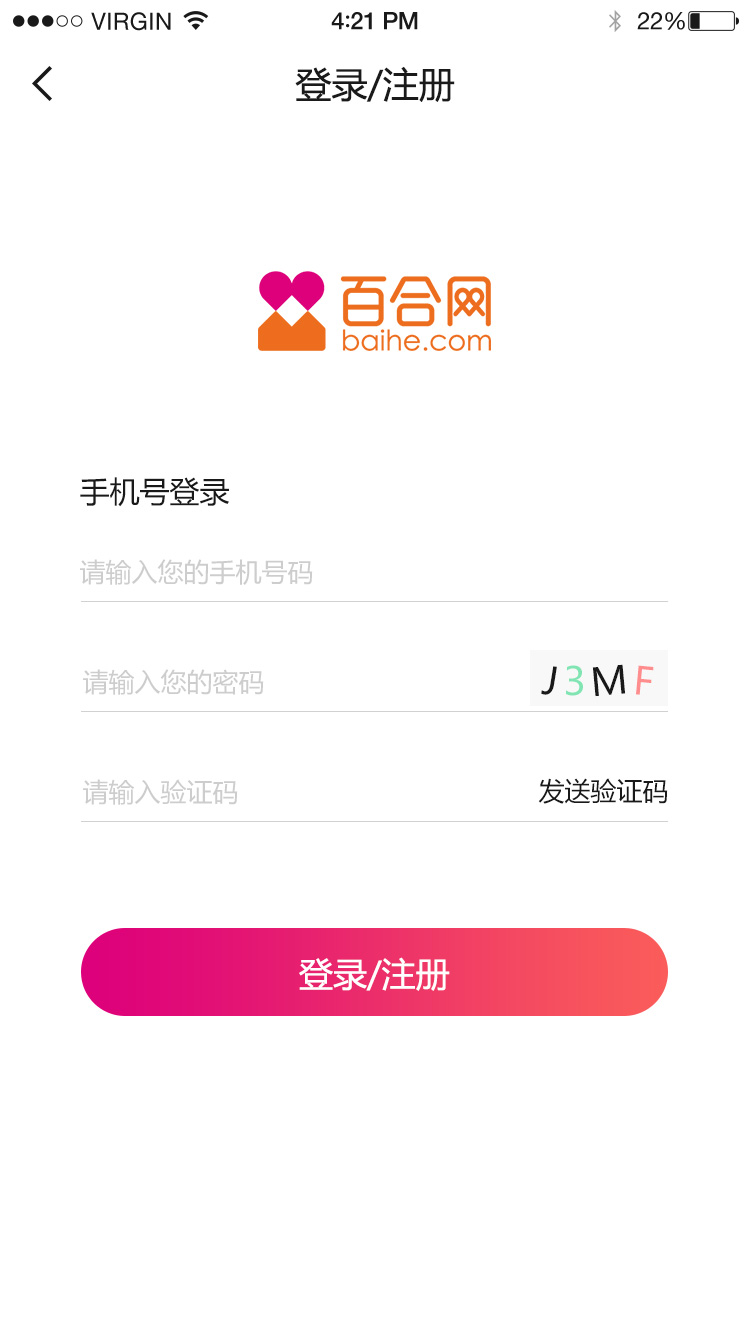 VIRGIN 4:21 PM 22%
登录/注册
百合网
baihe.com
手机号登录
请输入您的手机号码
请输入您的密码 J3MF
请输入验证码 发送验证码
登录/注册